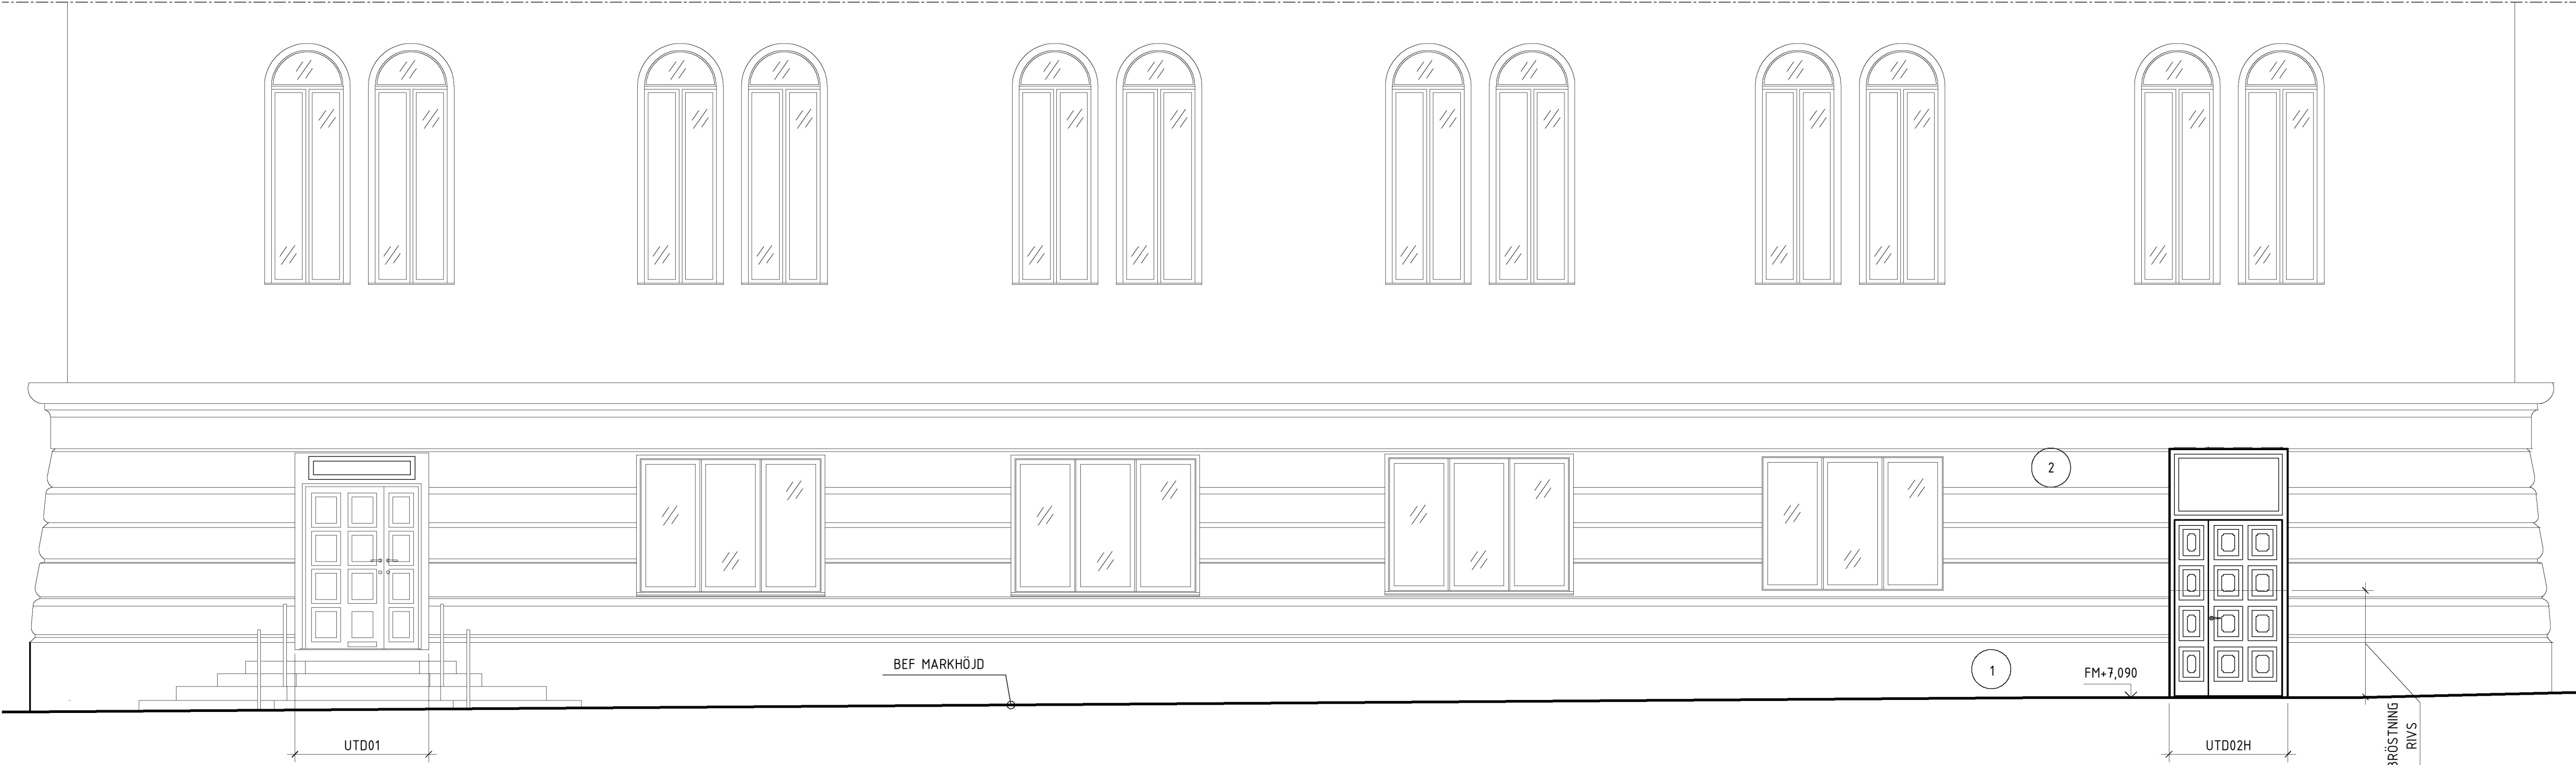 2
BEF MARKHÖJD
1
FM+7,090
UTD01
UTD02H
BRÖSTNING
RIVS